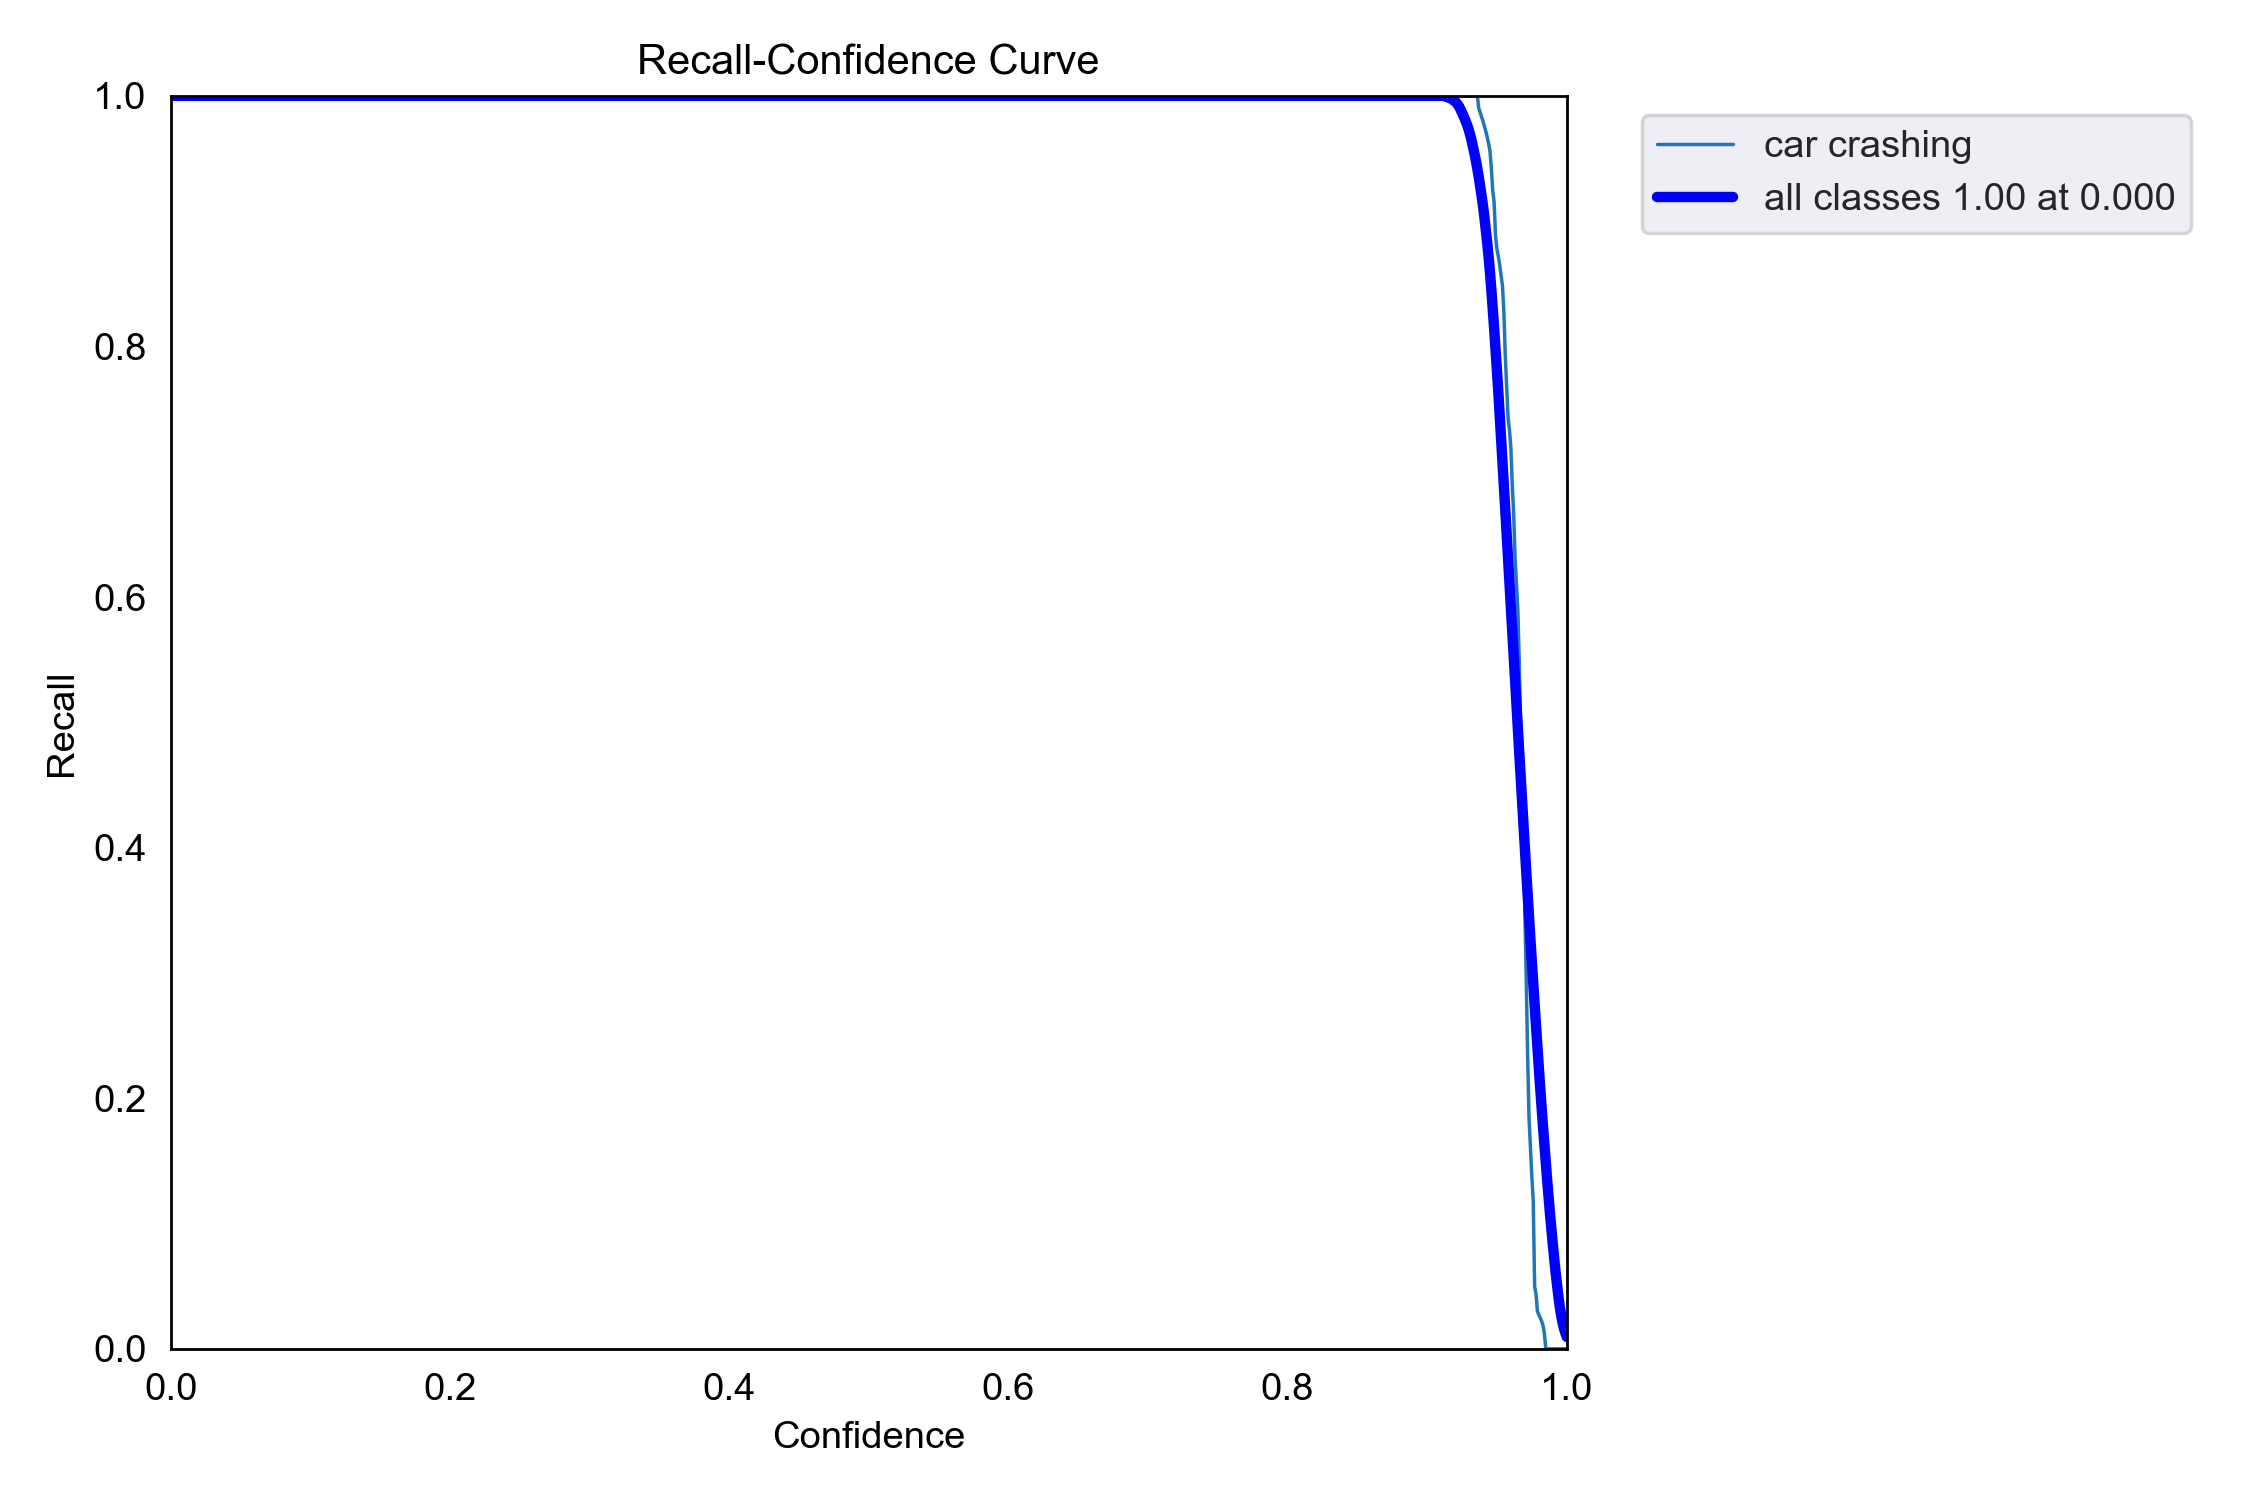 Recall-Confidence Curve
1.0
0.8
0.6
0.4
0.2
0.0
Recall
0.0 0.2 0.4 0.6 0.8 1.0
Confidence
car crashing
all classes 1.00 at 0.000